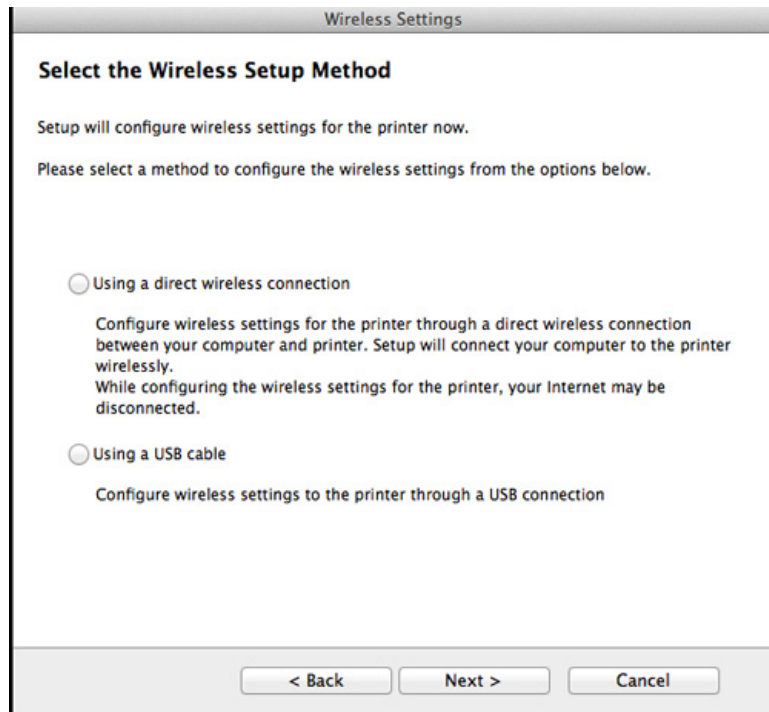 Wireless Settings
Select the Wireless Setup Method
Setup will configure wireless settings for the printer now.
Please select a method to configure the wireless settings from the options below.
Using a direct wireless connection
Configure wireless settings for the printer through a direct wireless connection
between your computer and printer. Setup will connect your computer to the printer
wirelessly.
While configuring the wireless settings for the printer, your Internet may be
disconnected.
Using a USB cable
Configure wireless settings to the printer through a USB connection
< Back Next > Cancel